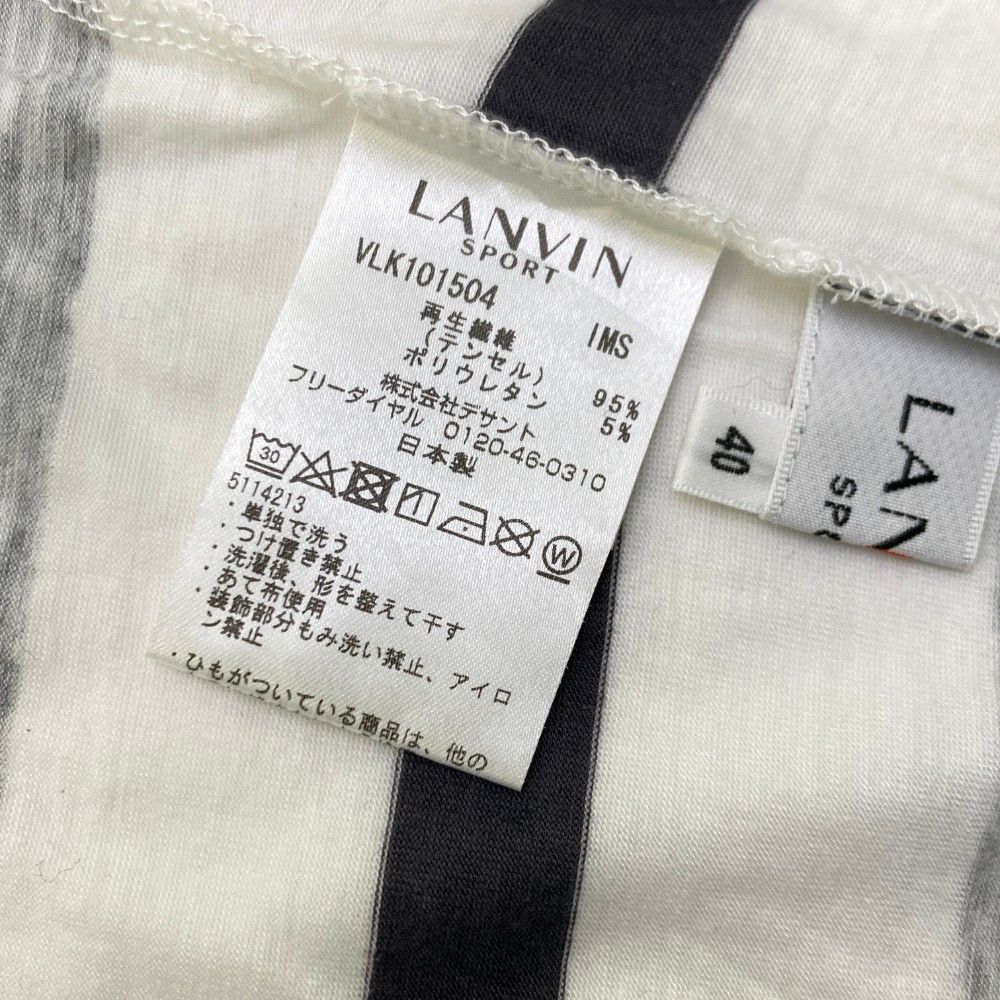 LANVIN
SPORT
VLK101504
IMS
再生繊維
(テンセル) 95%
ポリウレタン 5%
株式会社デサント
フリーダイヤル 0120-46-0310
日本製
30
W
5114213
・単独で洗う
・つけ置き禁止
・洗濯後、形を整えて干す
・あて布使用
・装飾部分もみ洗い禁止、アイロ
ン禁止
・ひもがついている商品は、他の
40
LAN
SPO